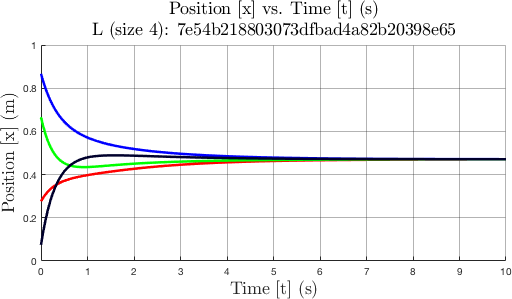 Position [x] vs. Time [t] (s)
L (size 4): 7e54b218803073dfbad4a82b20398e65
Position [x] (m)
1
0.8
0.6
0.4
0.2
0
0 1 2 3 4 5 6 7 8 9 10
Time [t] (s)